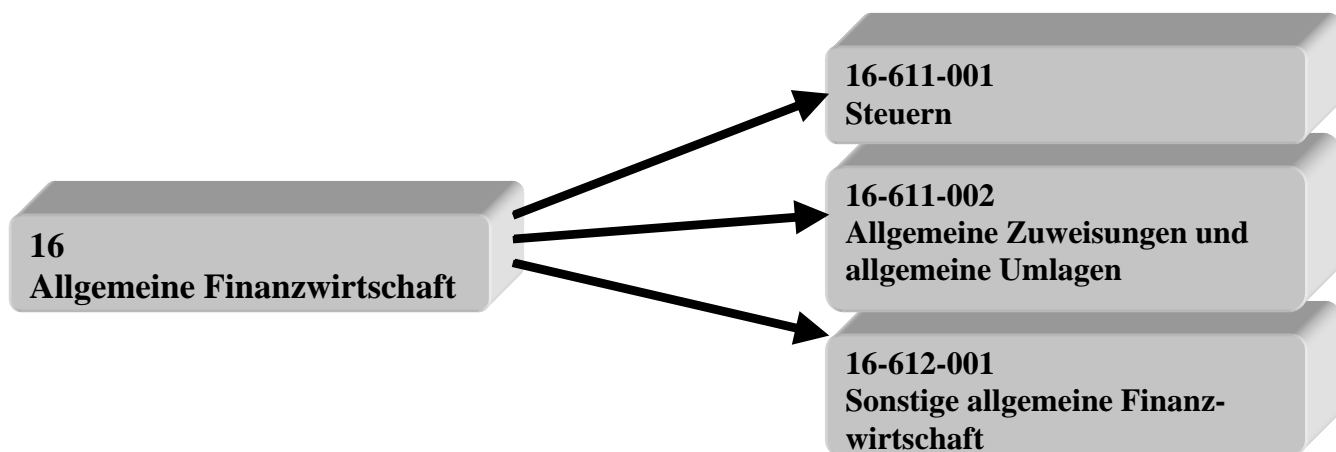 16
Allgemeine Finanzwirtschaft
16-611-001
Steuern
16-611-002
Allgemeine Zuweisungen und
allgemeine Umlagen
16-612-001
Sonstige allgemeine Finanz-
wirtschaft